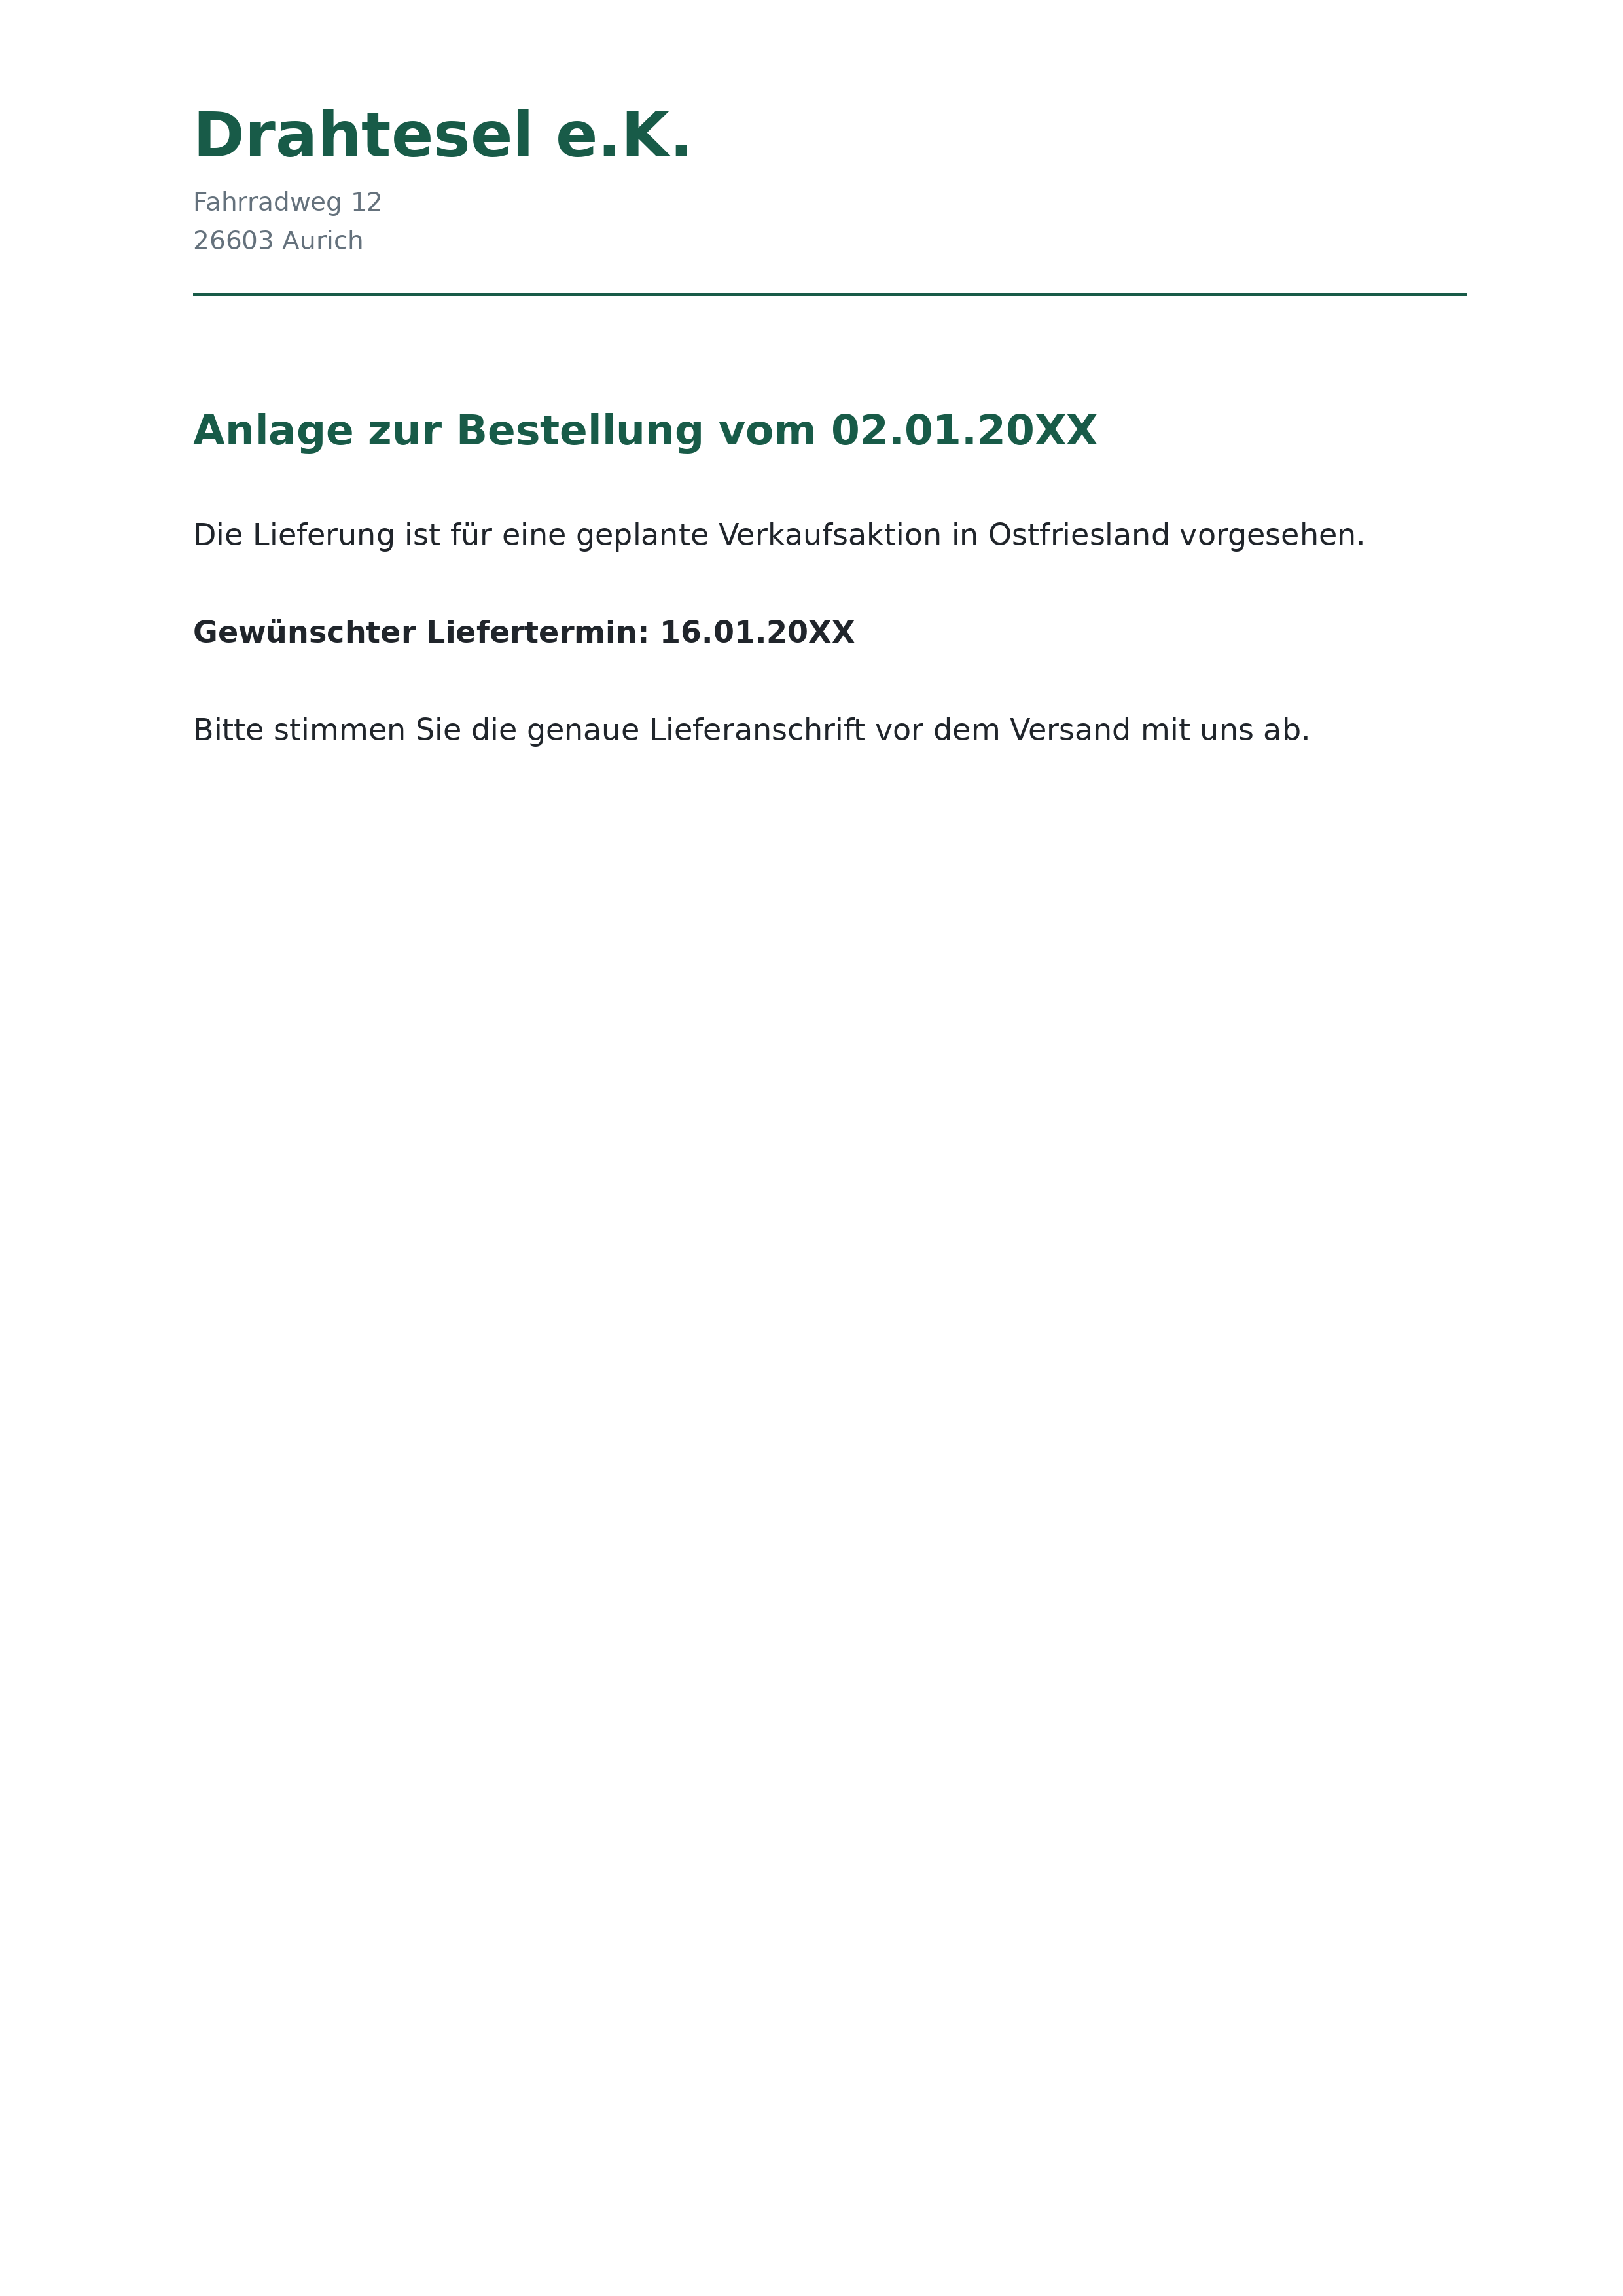 Drahtesel e.K.
Fahrradweg 12
26603 Aurich
Anlage zur Bestellung vom 02.01.20XX
Die Lieferung ist für eine geplante Verkaufsaktion in Ostfriesland vorgesehen.
Gewünschter Liefertermin: 16.01.20XX
Bitte stimmen Sie die genaue Lieferanschrift vor dem Versand mit uns ab.